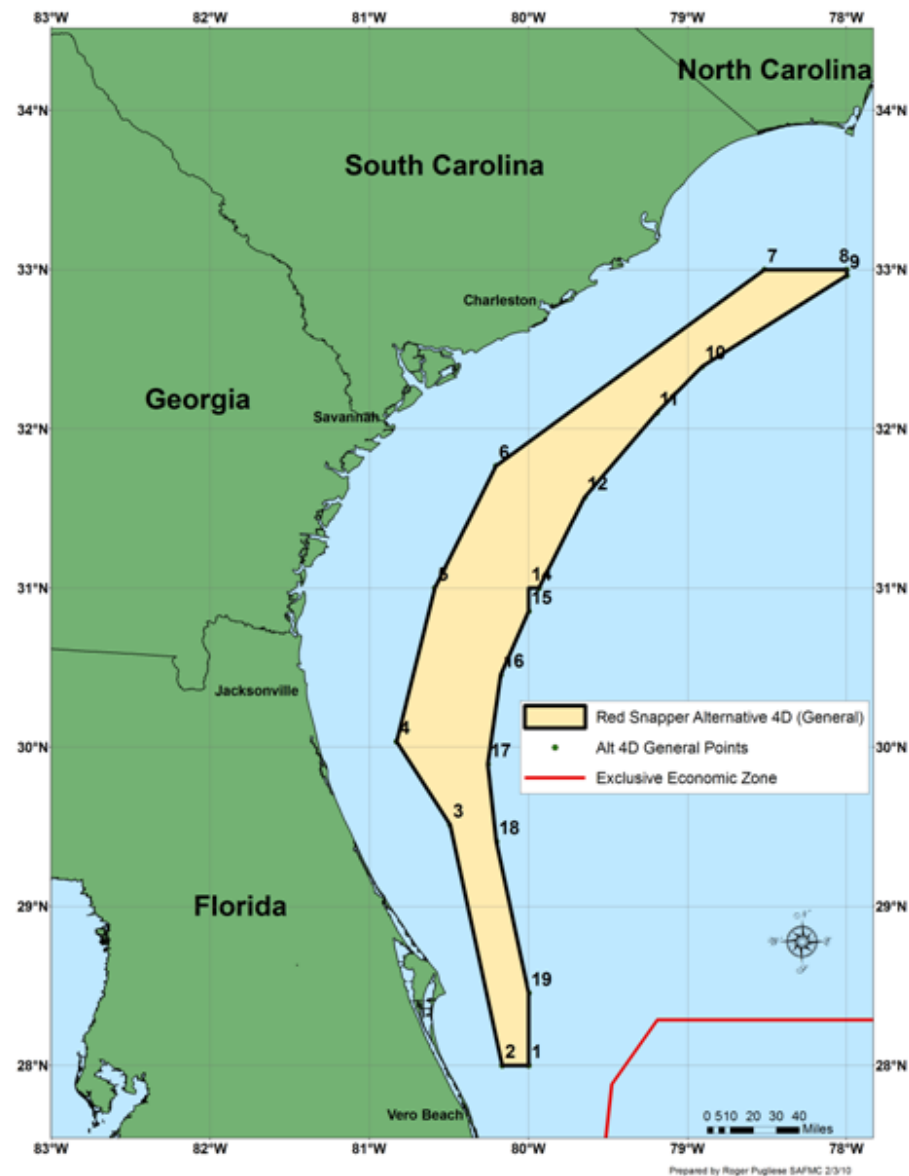 83°W 82°W 81°W 80°W 79°W 78°W
North Carolina
34°N 34°N
South Carolina
7 8 9
33°N 33°N
Charleston
10
Georgia
11
Savannah
32°N 32°N
6
12
5 14
31°N 31°N
15
16
Jacksonville
Red Snapper Alternative 4D (General)
4
30°N 30°N
17
Alt 4D General Points
Exclusive Economic Zone
3
18
Florida
29°N 29°N
19
2 1
28°N 28°N
Vero Beach
0 5 10 20 30 40
Miles
83°W 82°W 81°W 80°W 79°W 78°W
Prepared by Roger Pugliese SAFMC 2/3/10